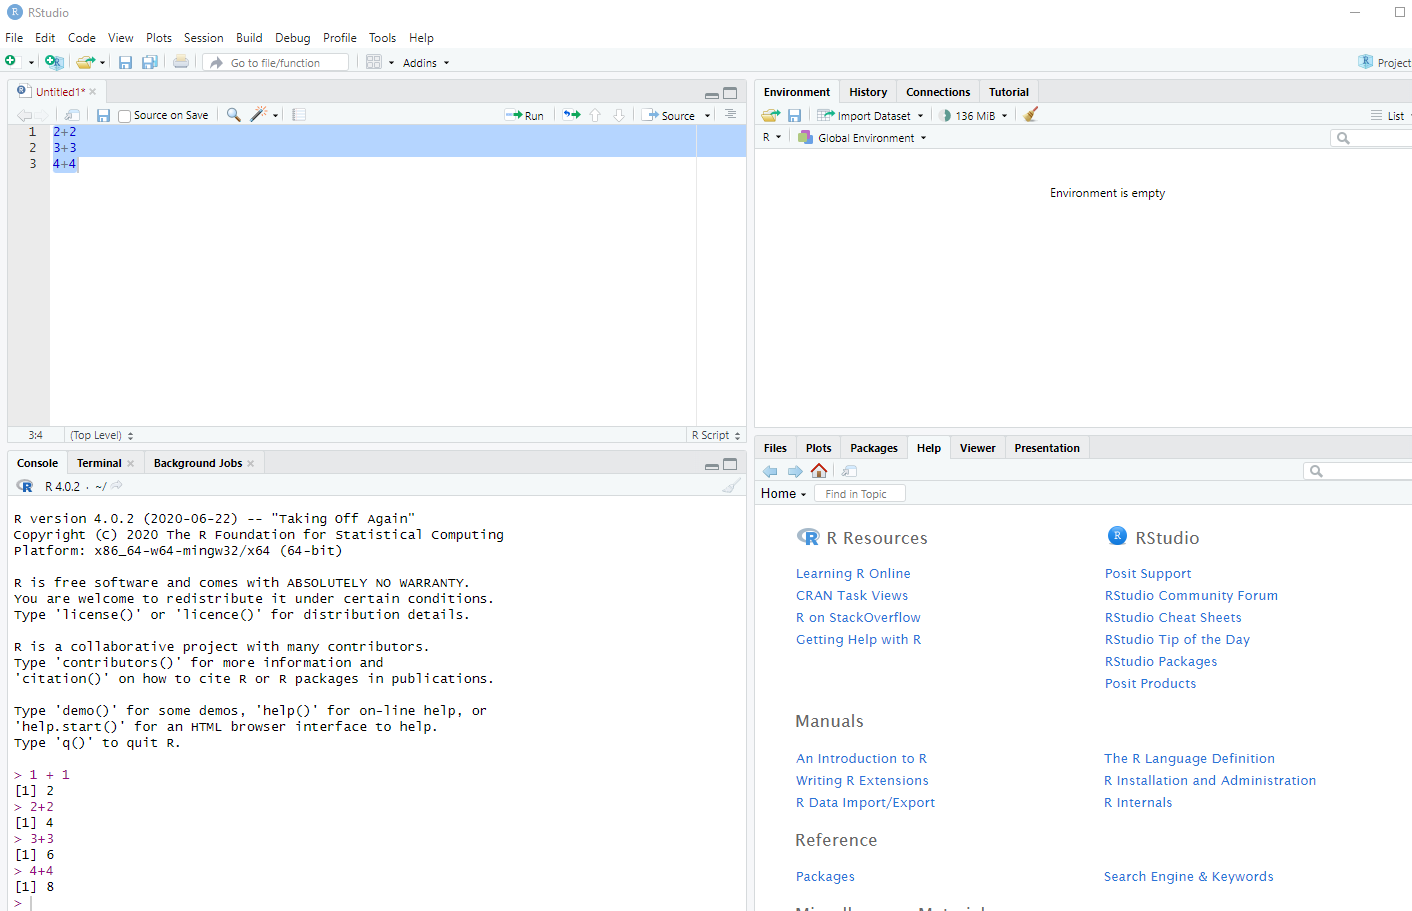 RStudio
File Edit Code View Plots Session Build Debug Profile Tools Help
Go to file/function Addins Project
Untitled1*
Source on Save Run Source
1 2+2
2 3+3
3 4+4
3:4 (Top Level) R Script
Console Terminal Background Jobs
R 4.0.2 · ~/
R version 4.0.2 (2020-06-22) -- "Taking Off Again"
Copyright (C) 2020 The R Foundation for Statistical Computing
Platform: x86_64-w64-mingw32/x64 (64-bit)
R is free software and comes with ABSOLUTELY NO WARRANTY.
You are welcome to redistribute it under certain conditions.
Type 'license()' or 'licence()' for distribution details.
R is a collaborative project with many contributors.
Type 'contributors()' for more information and
'citation()' on how to cite R or R packages in publications.
Type 'demo()' for some demos, 'help()' for on-line help, or
'help.start()' for an HTML browser interface to help.
Type 'q()' to quit R.
> 1 + 1
[1] 2
> 2+2
[1] 4
> 3+3
[1] 6
> 4+4
[1] 8
>
Environment History Connections Tutorial
Import Dataset 136 MiB List
R Global Environment
Environment is empty
Files Plots Packages Help Viewer Presentation
Home Find in Topic
R Resources
Learning R Online
CRAN Task Views
R on StackOverflow
Getting Help with R
RStudio
Posit Support
RStudio Community Forum
RStudio Cheat Sheets
RStudio Tip of the Day
RStudio Packages
Posit Products
Manuals
An Introduction to R The R Language Definition
Writing R Extensions R Installation and Administration
R Data Import/Export R Internals
Reference
Packages Search Engine & Keywords